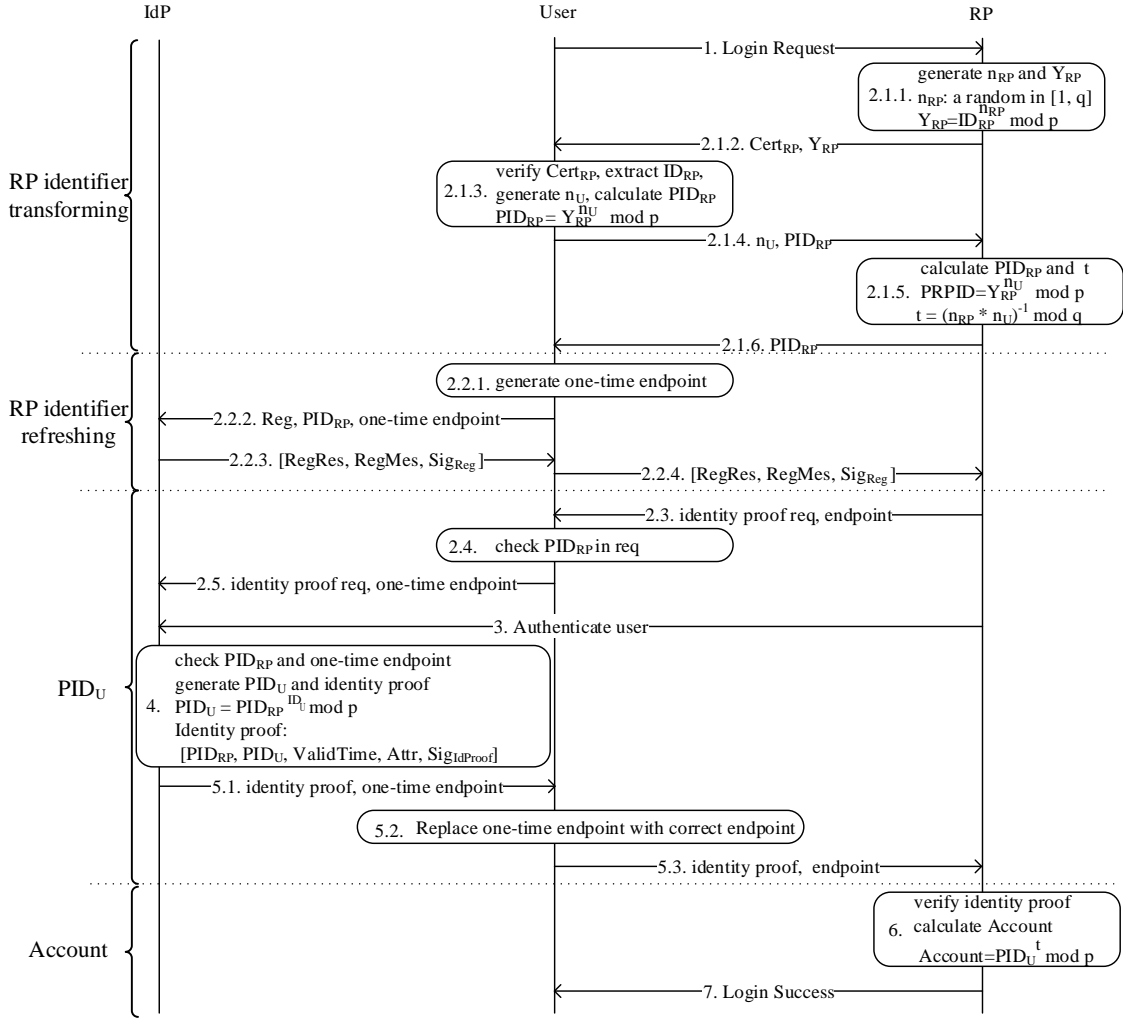 IdP
User
RP
1. Login Request
generate nRP and YRP
2.1.1. nRP: a random in [1, q]
YRP=IDRP^nRP mod p
2.1.2. CertRP, YRP
RP identifier
transforming
verify CertRP, extract IDRP,
2.1.3. generate nU, calculate PIDRP
PIDRP= YRP^nU mod p
2.1.4. nU, PIDRP
calculate PIDRP and t
2.1.5. PRPID=YRP^nU mod p
t = (nRP * nU)^-1 mod q
2.1.6. PIDRP
RP identifier
refreshing
2.2.1. generate one-time endpoint
2.2.2. Reg, PIDRP, one-time endpoint
2.2.3. [RegRes, RegMes, SigReg]
2.2.4. [RegRes, RegMes, SigReg]
2.3. identity proof req, endpoint
2.4. check PIDRP in req
2.5. identity proof req, one-time endpoint
3. Authenticate user
PIDU
check PIDRP and one-time endpoint
generate PIDU and identity proof
4. PIDU = PIDRP^IDU mod p
Identity proof:
[PIDRP, PIDU, ValidTime, Attr, SigIdProof]
5.1. identity proof, one-time endpoint
5.2. Replace one-time endpoint with correct endpoint
5.3. identity proof, endpoint
Account
verify identity proof
6. calculate Account
Account=PIDU^t mod p
7. Login Success